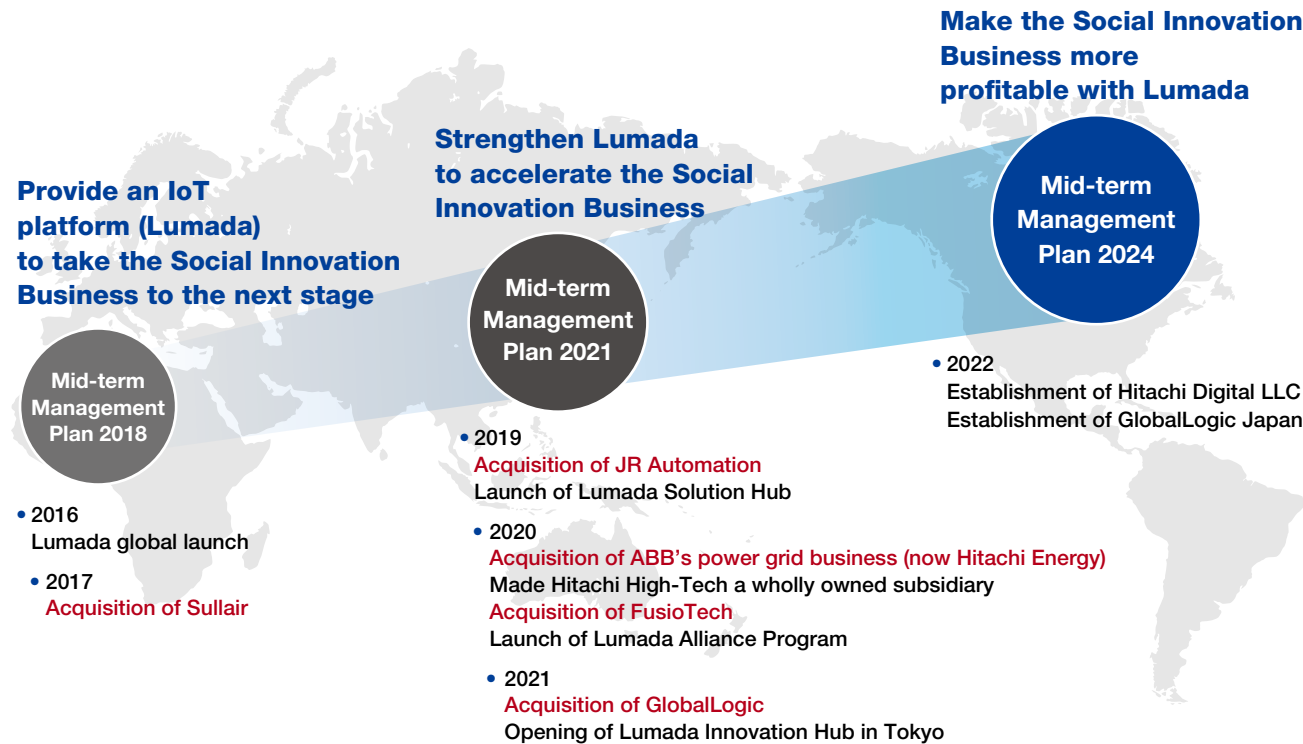 Provide an IoT
platform (Lumada)
to take the Social Innovation
Business to the next stage
Mid-term
Management
Plan 2018
• 2016
Lumada global launch
• 2017
Acquisition of Sullair
Strengthen Lumada
to accelerate the Social
Innovation Business
Mid-term
Management
Plan 2021
• 2019
Acquisition of JR Automation
Launch of Lumada Solution Hub
• 2020
Acquisition of ABB’s power grid business (now Hitachi Energy)
Made Hitachi High-Tech a wholly owned subsidiary
Acquisition of FusioTech
Launch of Lumada Alliance Program
• 2021
Acquisition of GlobalLogic
Opening of Lumada Innovation Hub in Tokyo
Make the Social Innovation
Business more
profitable with Lumada
Mid-term
Management
Plan 2024
• 2022
Establishment of Hitachi Digital LLC
Establishment of GlobalLogic Japan